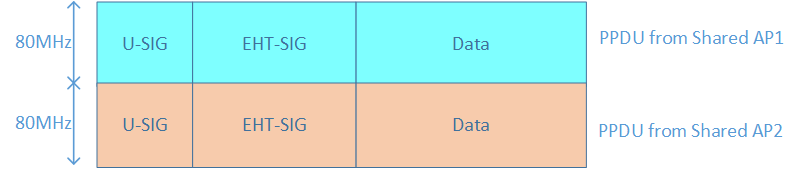 80MHz U-SIG EHT-SIG Data PPDU from Shared AP1
80MHz U-SIG EHT-SIG Data PPDU from Shared AP2